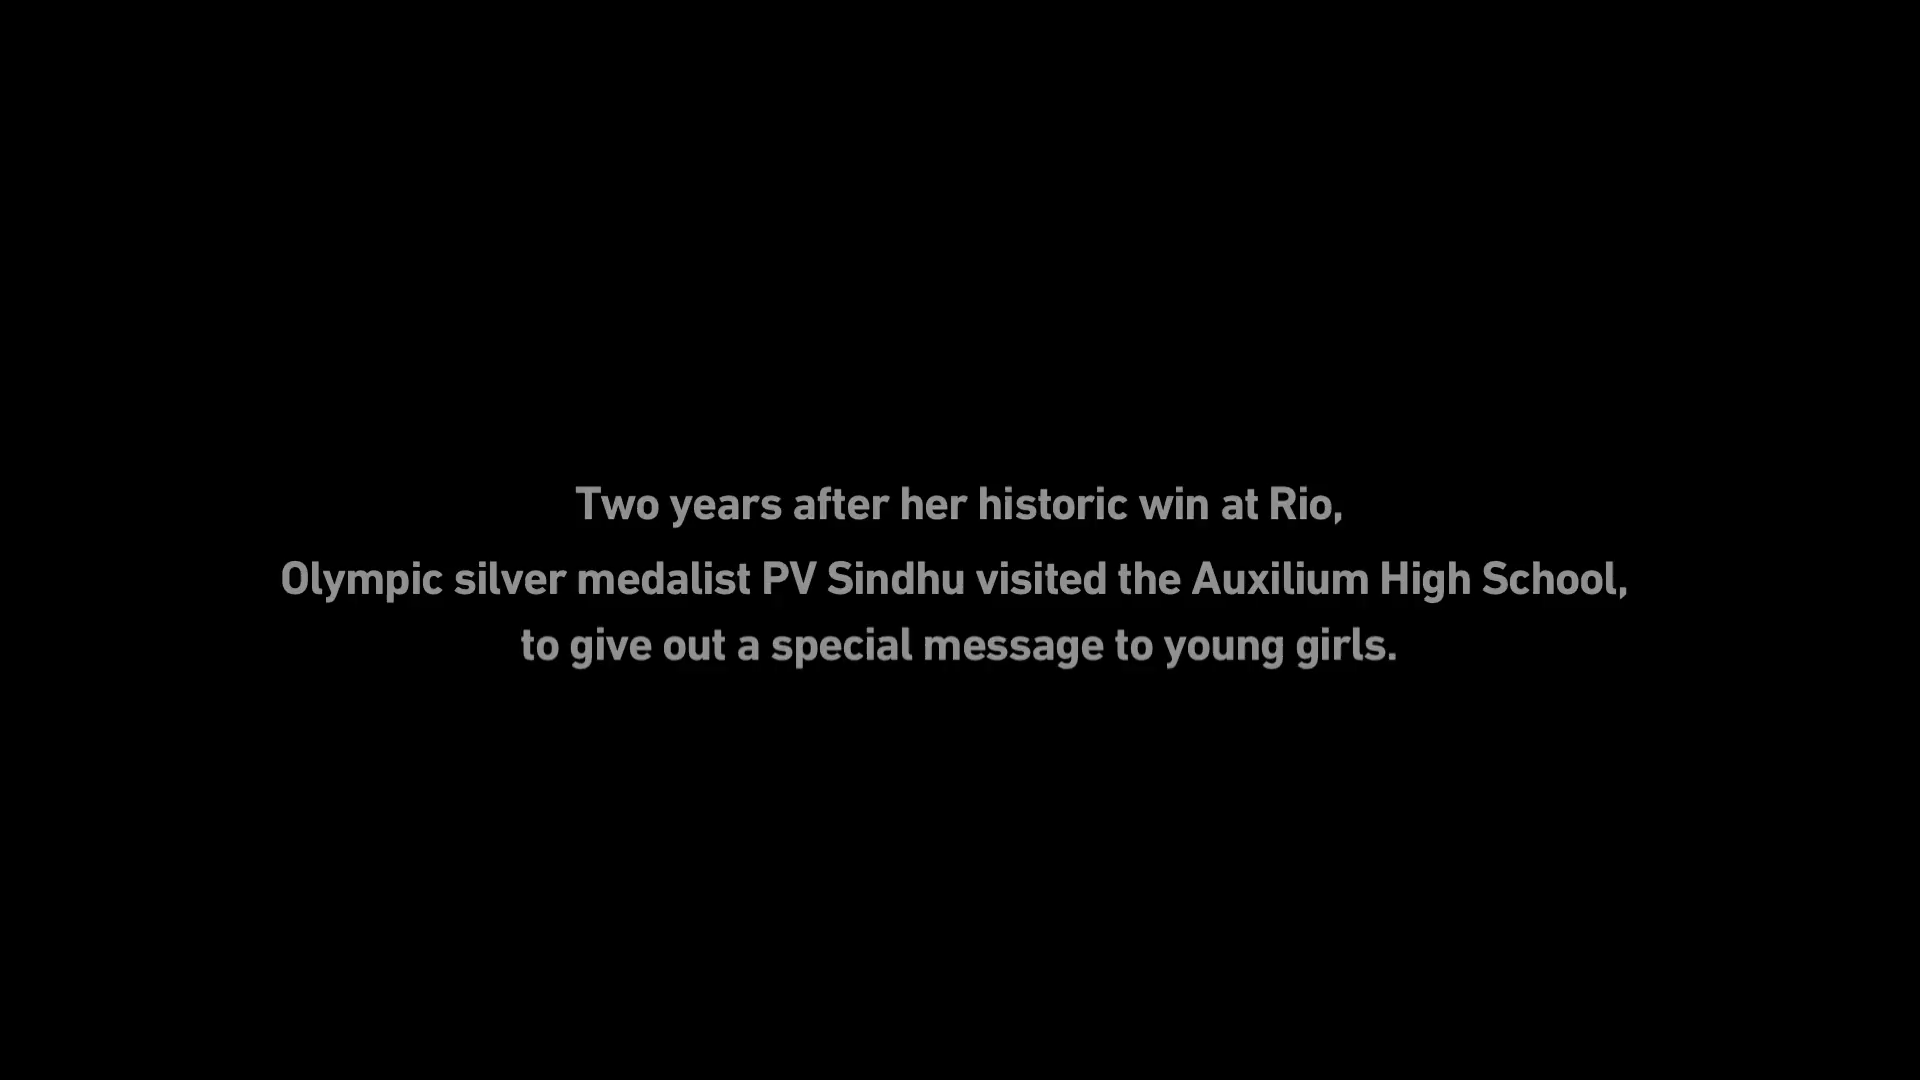 Two years after her historic win at Rio,
Olympic silver medalist PV Sindhu visited the Auxilium High School,
to give out a special message to young girls.